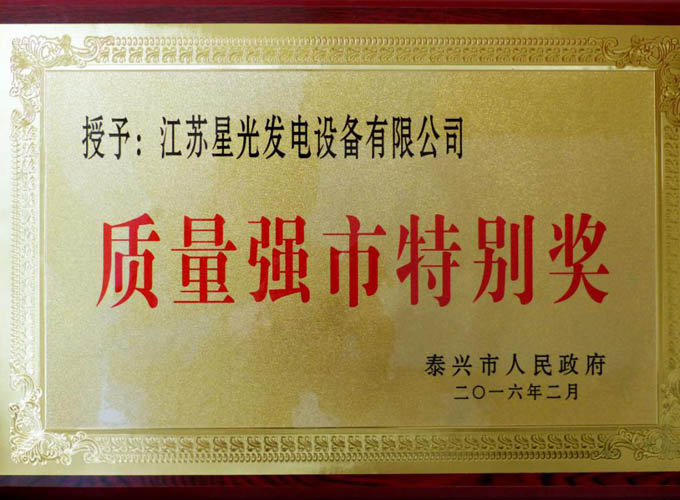 授予：江苏星光发电设备有限公司
质量强市特别奖
泰兴市人民政府
二〇一六年二月